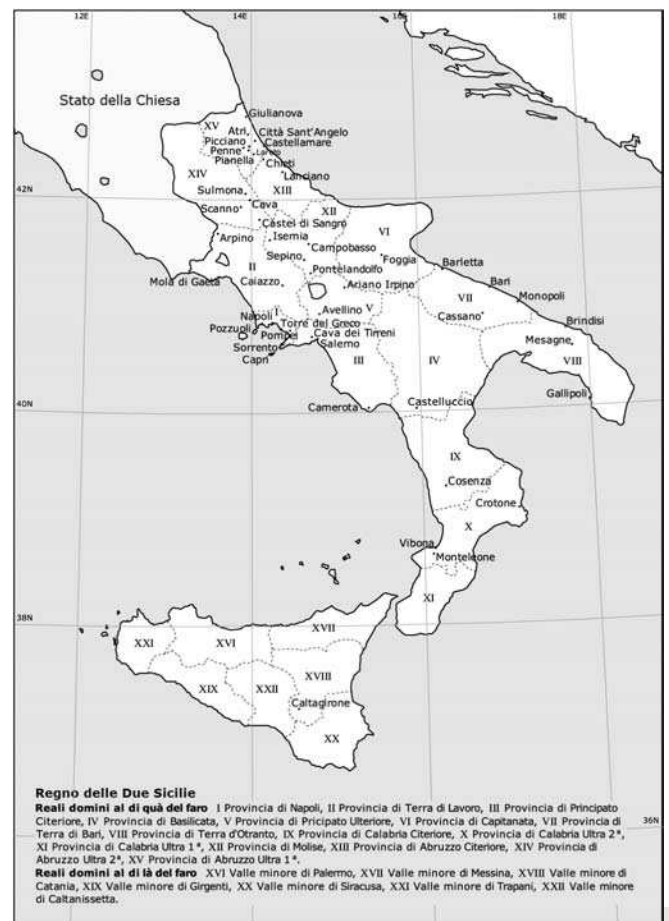 12E 14E 16E 18E
Stato della Chiesa
Giulianova
XV
Atri Città Sant'Angelo
Picciano Castellamare
Penne Loreto
Pianella Chieti
XIV
Lanciano
Sulmona XIII
42N
Scanno Cava
XII
Castel di Sangro VI
Arpino Isernia
Campobasso
Sepino Foggia Barletta
II Pontelandolfo
Mola di Gaeta Caiazzo Ariano Irpino VII Bari
Monopoli
Napoli I Avellino V Cassano
Pozzugli Torre del Greco Brindisi
Pompei Cava dei Tirreni Mesagne
Sorrento Salerno VIII
Capri III IV
Gallipoli
40N
Camerota Castelluccio
IX
Cosenza
Crotone
X
Vibona
Monteleone
XI
38N
XVII
XXI XVI
XVIII
XIX XXII
Caltagirone
XX
36N
Regno delle Due Sicilie
Reali domini al di quà del faro I Provincia di Napoli, II Provincia di Terra di Lavoro, III Provincia di Principato
Citeriore, IV Provincia di Basilicata, V Provincia di Pricipato Ulteriore, VI Provincia di Capitanata, VII Provincia di
Terra di Bari, VIII Provincia di Terra d'Otranto, IX Provincia di Calabria Citeriore, X Provincia di Calabria Ultra 2ª,
XI Provincia di Calabria Ultra 1ª, XII Provincia di Molise, XIII Provincia di Abruzzo Citeriore, XIV Provincia di
Abruzzo Ultra 2ª, XV Provincia di Abruzzo Ultra 1ª.
Reali domini al di là del faro XVI Valle minore di Palermo, XVII Valle minore di Messina, XVIII Valle minore di
Catania, XIX Valle minore di Girgenti, XX Valle minore di Siracusa, XXI Valle minore di Trapani, XXII Valle minore
di Caltanissetta.